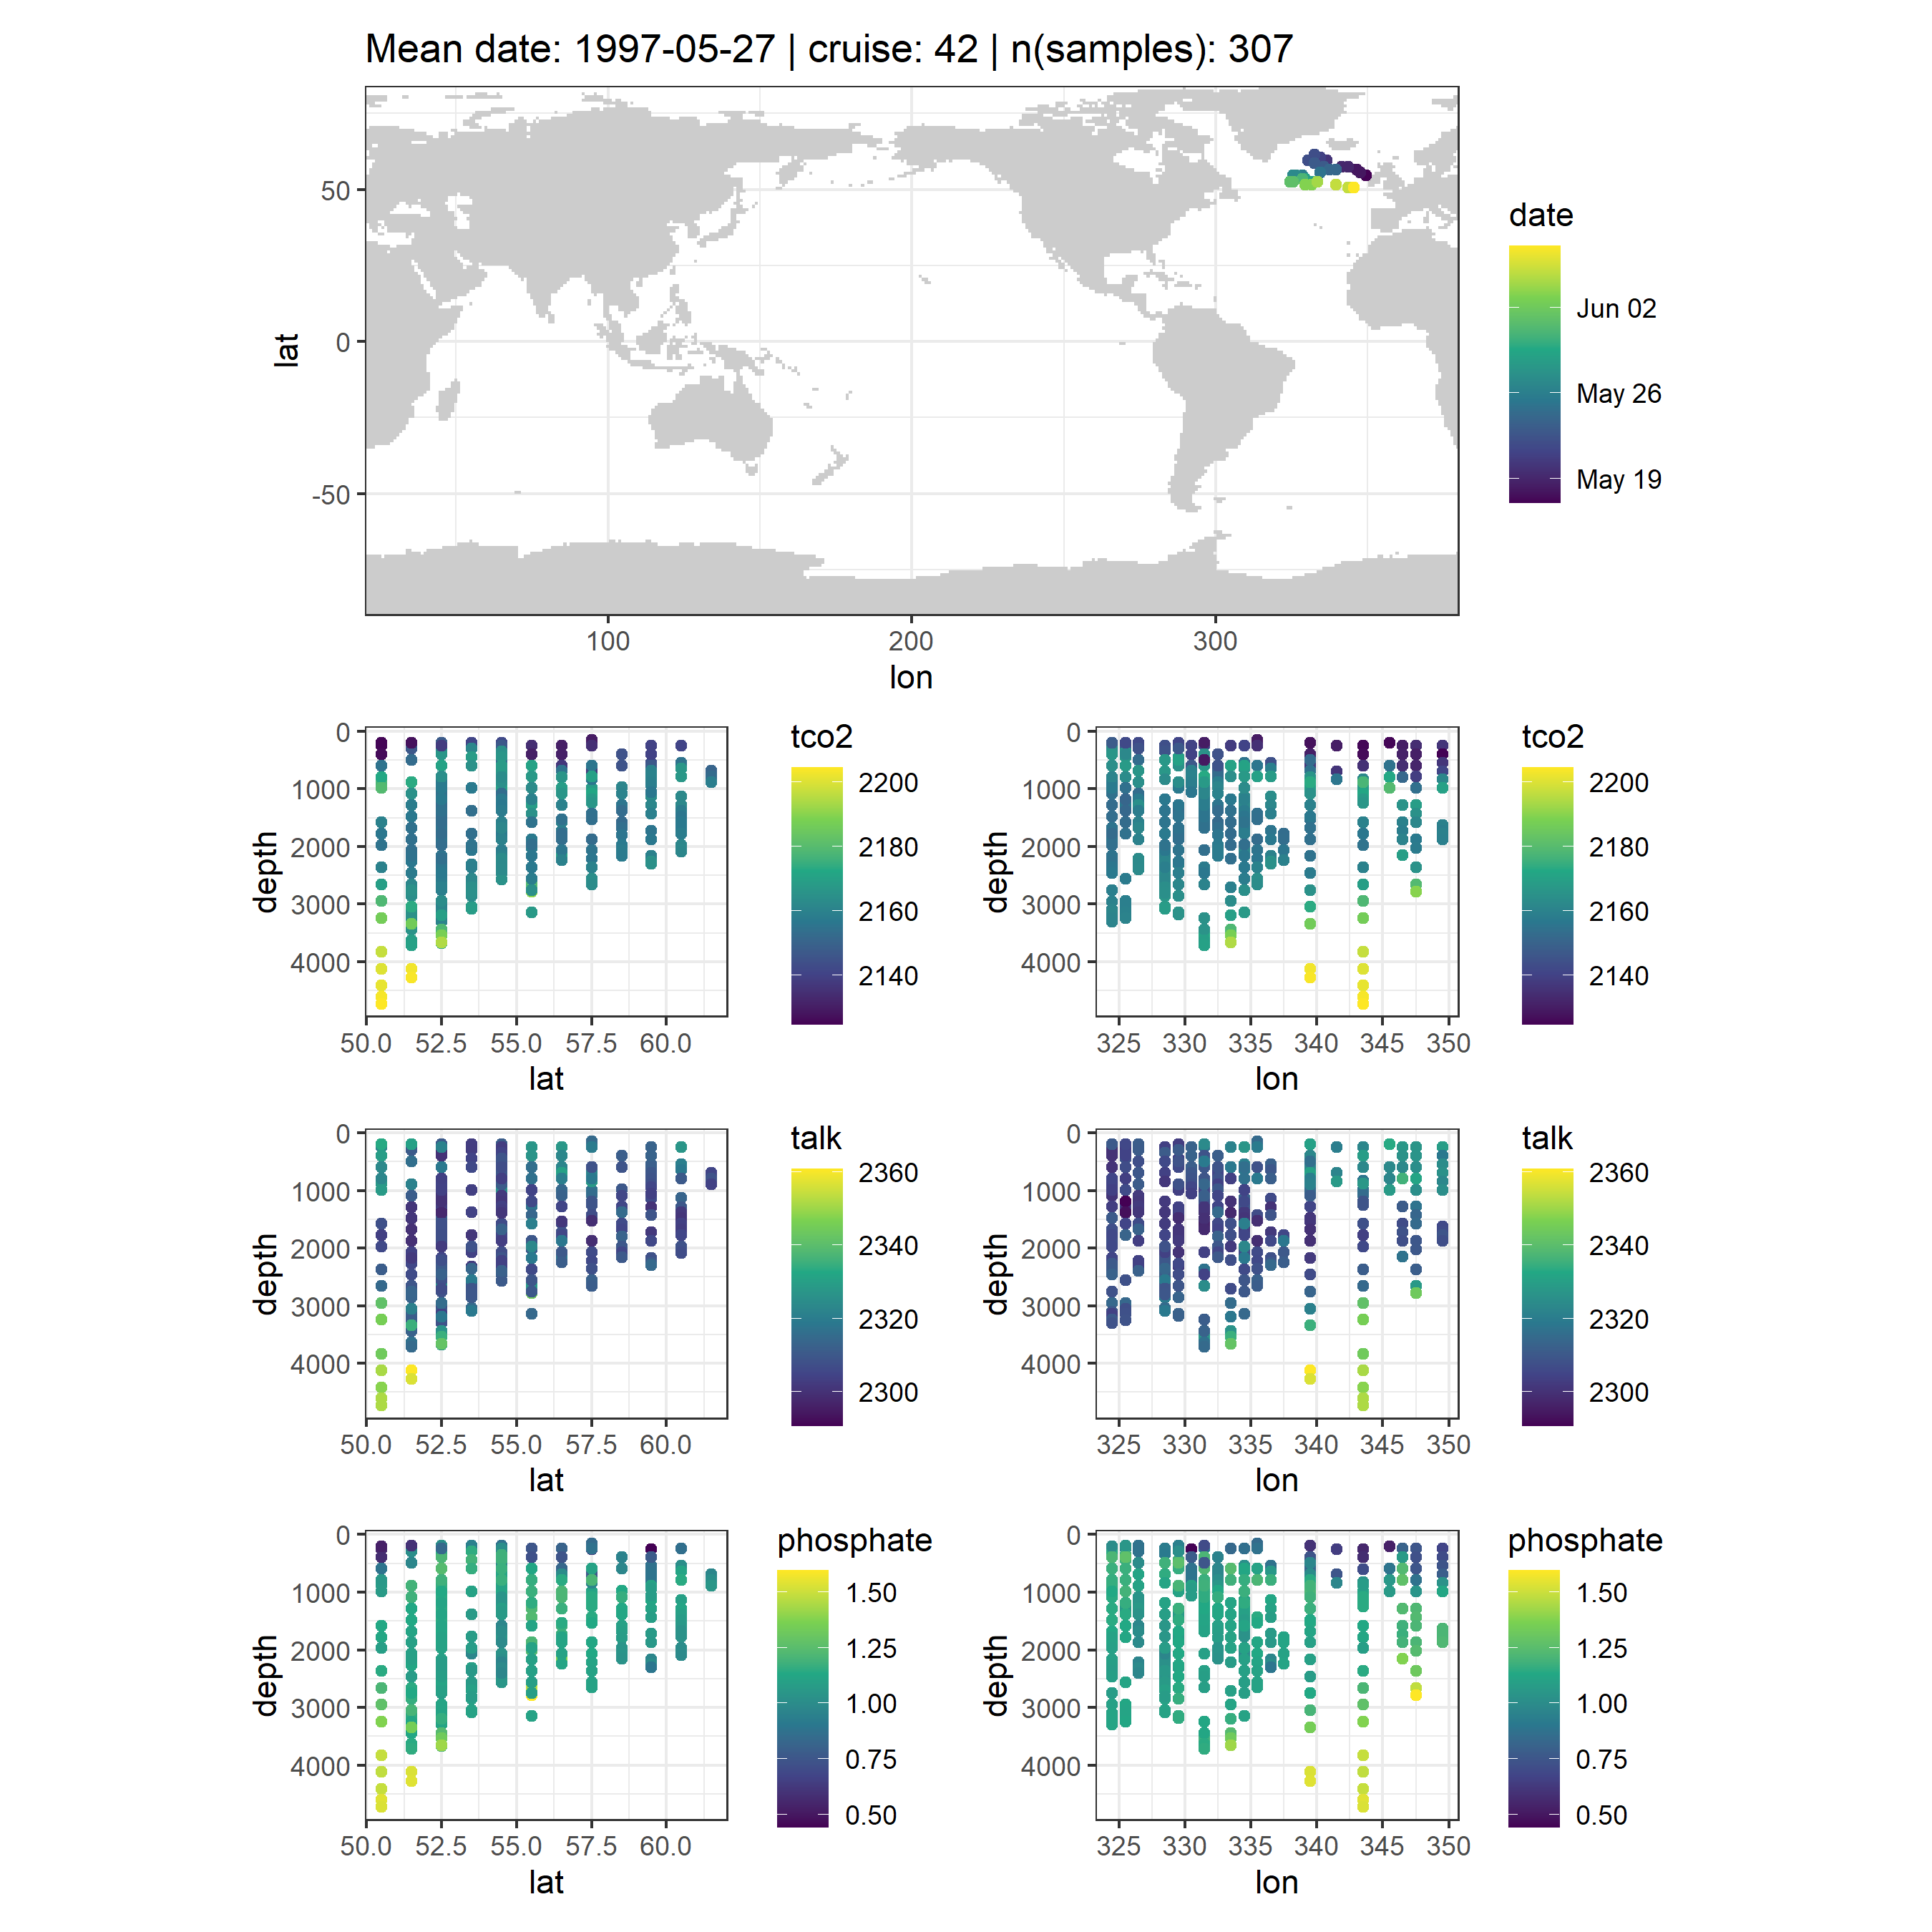 Mean date: 1997-05-27 | cruise: 42 | n(samples): 307
lat
50
0
-50
100 200 300
lon
date
Jun 02
May 26
May 19
depth
0
1000
2000
3000
4000
50.0 52.5 55.0 57.5 60.0
lat
tco2
2200
2180
2160
2140
depth
0
1000
2000
3000
4000
325 330 335 340 345 350
lon
tco2
2200
2180
2160
2140
depth
0
1000
2000
3000
4000
50.0 52.5 55.0 57.5 60.0
lat
talk
2360
2340
2320
2300
depth
0
1000
2000
3000
4000
325 330 335 340 345 350
lon
talk
2360
2340
2320
2300
depth
0
1000
2000
3000
4000
50.0 52.5 55.0 57.5 60.0
lat
phosphate
1.50
1.25
1.00
0.75
0.50
depth
0
1000
2000
3000
4000
325 330 335 340 345 350
lon
phosphate
1.50
1.25
1.00
0.75
0.50